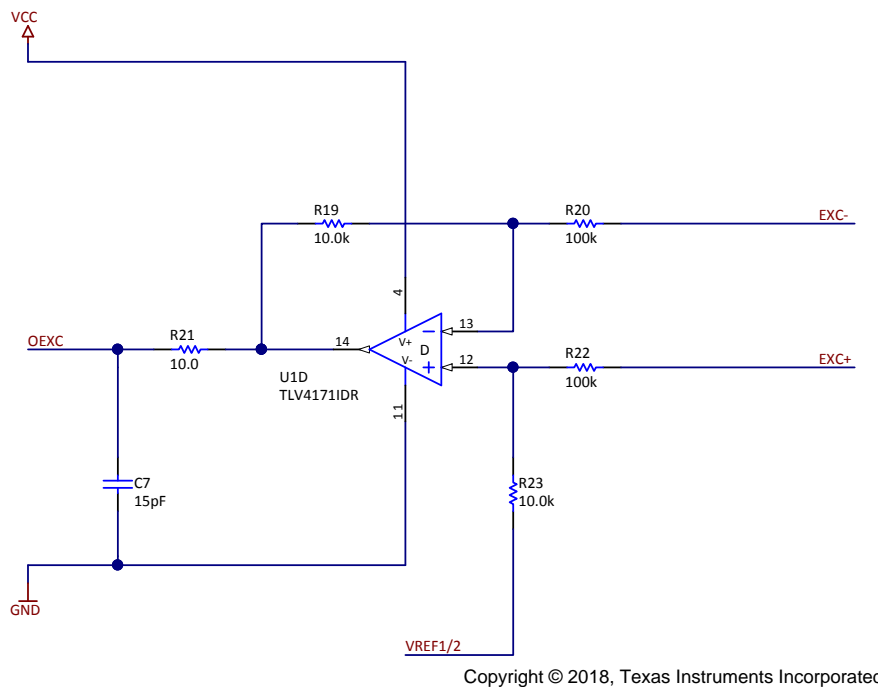 VCC
R19
10.0k
R20
100k
EXC-
4
13
OEXC
R21
10.0
14
V+
D
V-
12
R22
100k
EXC+
U1D
TLV4171IDR
11
C7
15pF
R23
10.0k
GND
VREF1/2
Copyright © 2018, Texas Instruments Incorporated